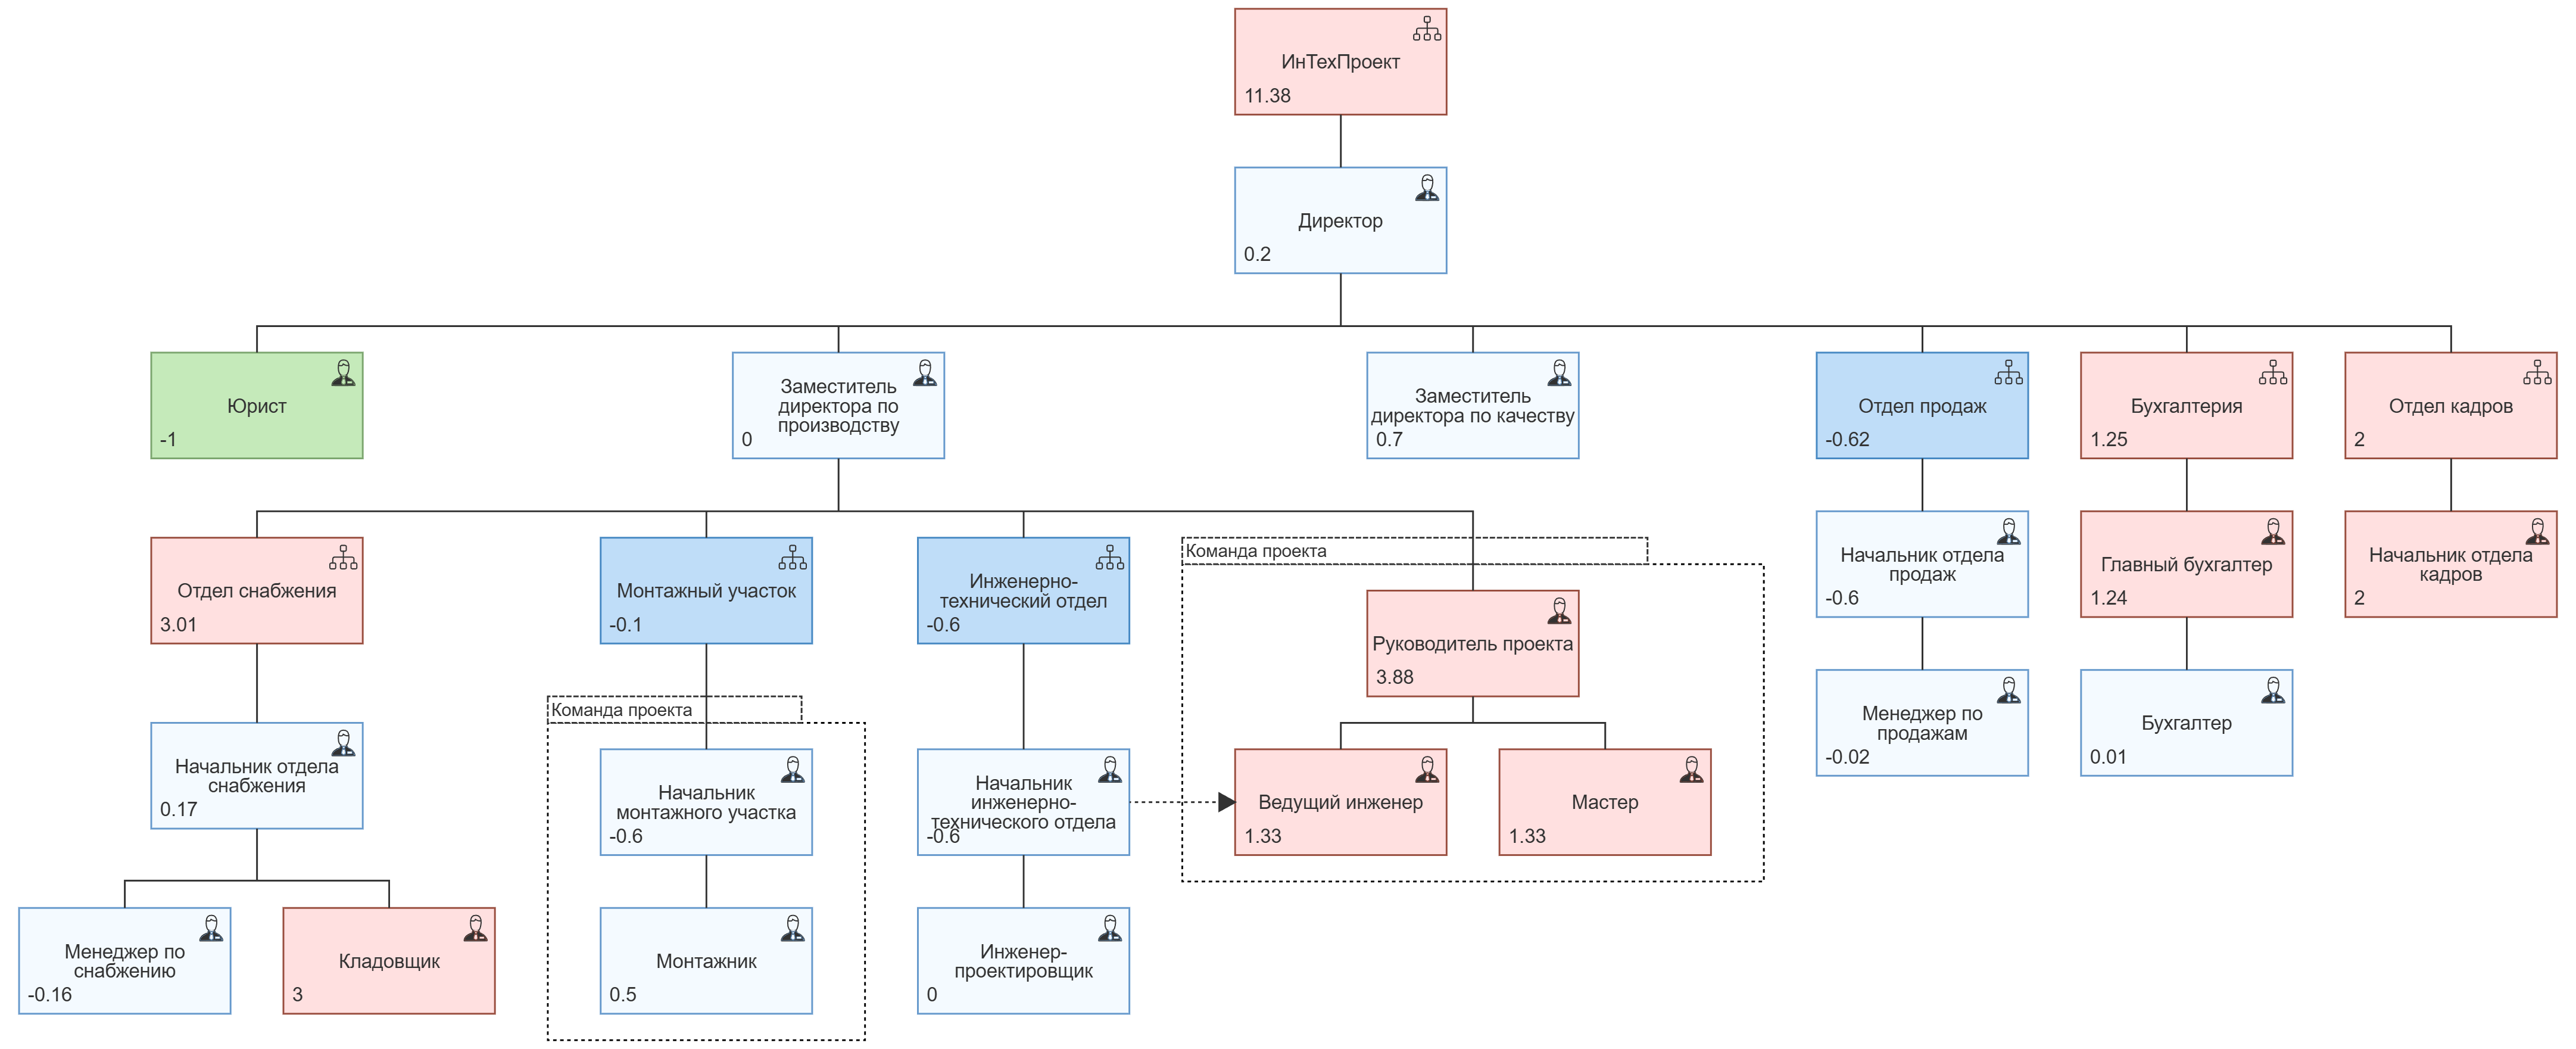 ИнТехПроект
11.38
Директор
0.2
Юрист
-1
Заместитель
директора по
производству
0
Заместитель
директора по качеству
0.7
Отдел продаж
-0.62
Бухгалтерия
1.25
Отдел кадров
2
Отдел снабжения
3.01
Монтажный участок
-0.1
Инженерно-
технический отдел
-0.6
Команда проекта
Руководитель проекта
3.88
Начальник отдела
продаж
-0.6
Главный бухгалтер
1.24
Начальник отдела
кадров
2
Начальник отдела
снабжения
0.17
Команда проекта
Начальник
монтажного участка
-0.6
Начальник
инженерно-
технического отдела
-0.6
Ведущий инженер
1.33
Мастер
1.33
Менеджер по
продажам
-0.02
Бухгалтер
0.01
Менеджер по
снабжению
-0.16
Кладовщик
3
Монтажник
0.5
Инженер-
проектировщик
0